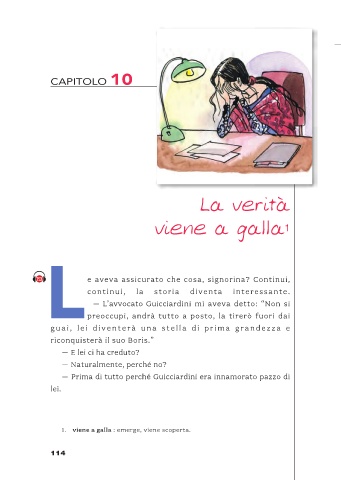 CAPITOLO 10
La verità
viene a galla¹
Le aveva assicurato che cosa, signorina? Continui,
continui, la storia diventa interessante.
— L'avvocato Guicciardini mi aveva detto: "Non si
preoccupi, andrà tutto a posto, la tirerò fuori dai
guai, lei diventerà una stella di prima grandezza e
riconquisterà il suo Boris."
— E lei ci ha creduto?
— Naturalmente, perché no?
— Prima di tutto perché Guicciardini era innamorato pazzo di
lei.
1. viene a galla : emerge, viene scoperta.
114